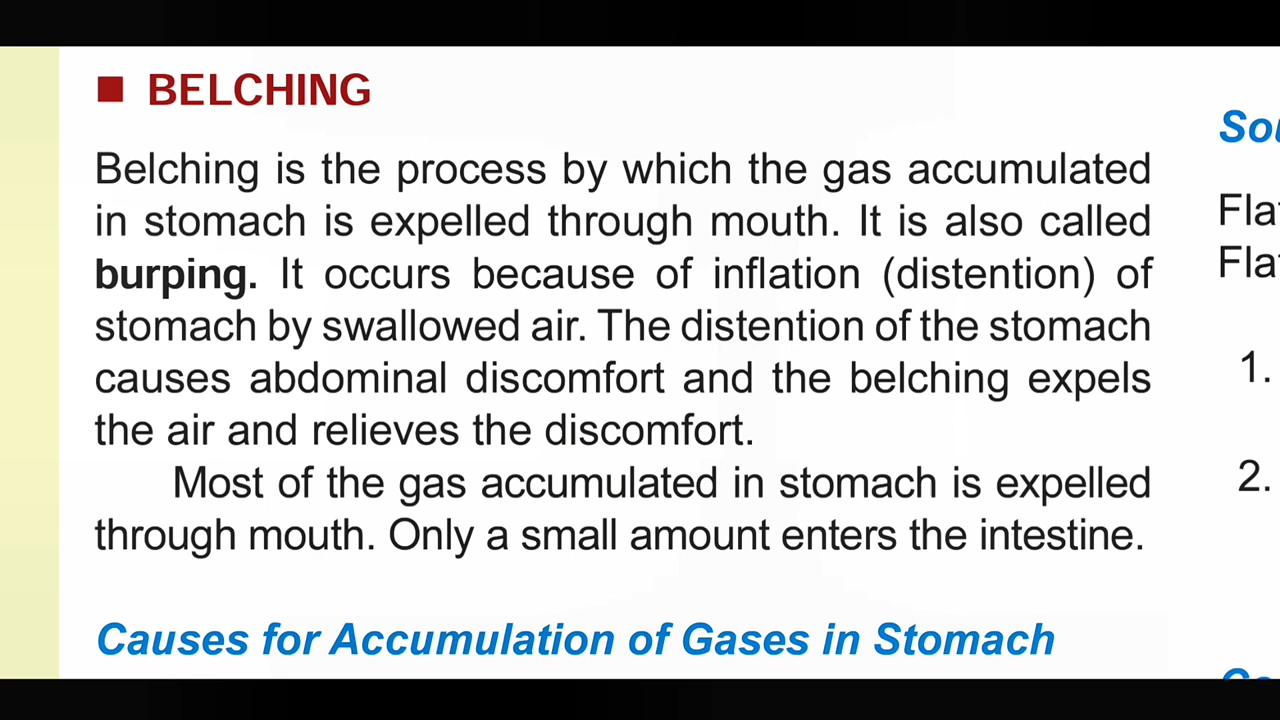 BELCHING
Belching is the process by which the gas accumulated
in stomach is expelled through mouth. It is also called
burping. It occurs because of inflation (distention) of
stomach by swallowed air. The distention of the stomach
causes abdominal discomfort and the belching expels
the air and relieves the discomfort.
Most of the gas accumulated in stomach is expelled
through mouth. Only a small amount enters the intestine.
Causes for Accumulation of Gases in Stomach
1.
2.